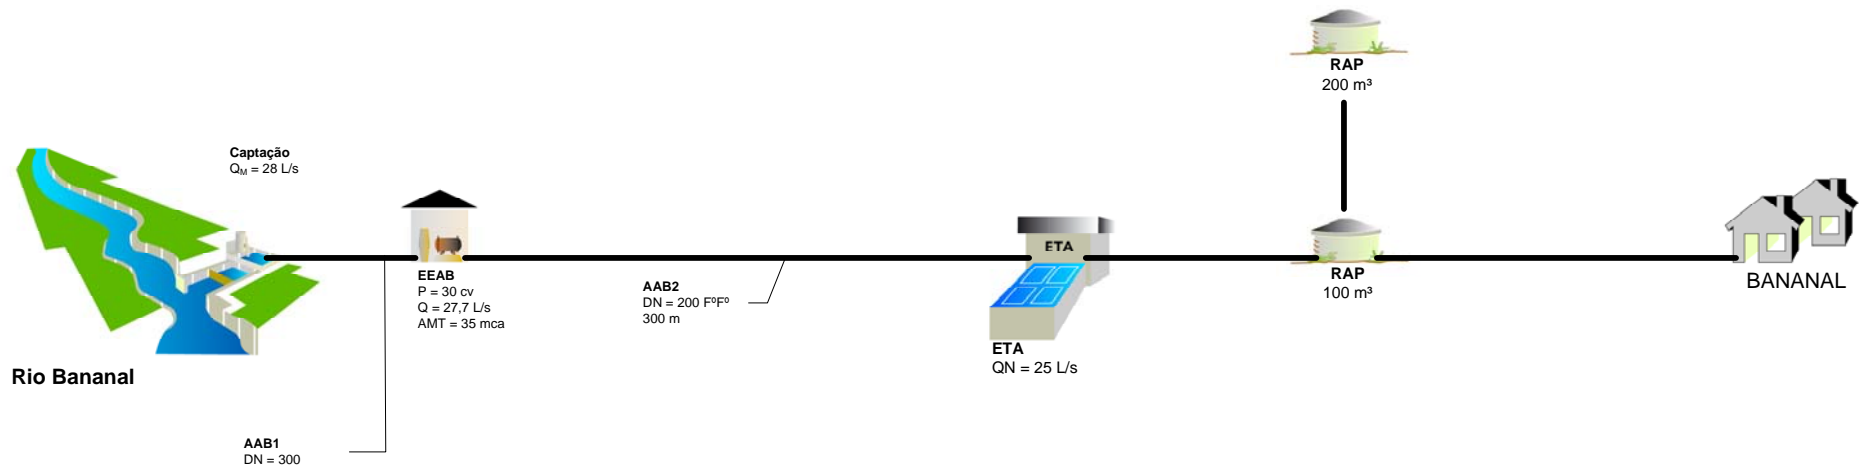 RAP
200 m³
Captação
Q_M = 28 L/s
ETA
EEAB
P = 30 cv
Q = 27,7 L/s
AMT = 35 mca
AAB2
DN = 200 FºFº
300 m
RAP
100 m³
BANANAL
ETA
QN = 25 L/s
Rio Bananal
AAB1
DN = 300